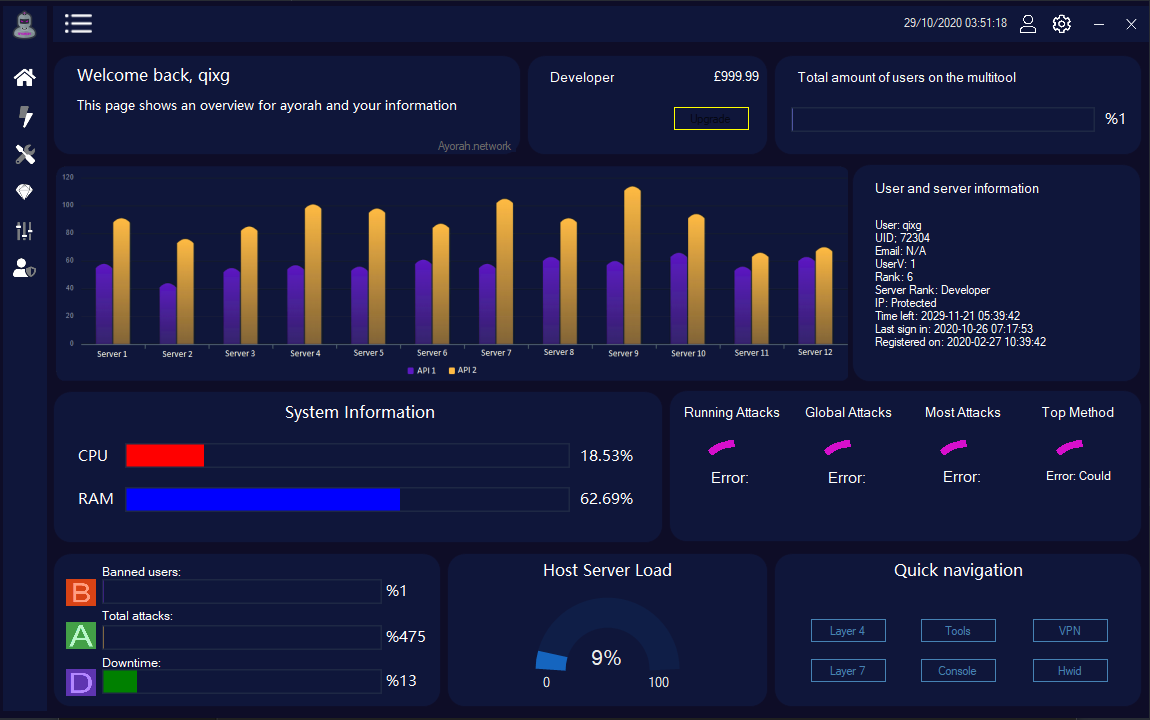 29/10/2020 03:51:18
Welcome back, qixg
This page shows an overview for ayorah and your information
Ayorah.network
Developer
£999.99
Upgrade
Total amount of users on the multitool
%1
120
100
80
60
40
20
0
Server 1
Server 2
Server 3
Server 4
Server 5
Server 6
Server 7
Server 8
Server 9
Server 10
Server 11
Server 12
API 1
API 2
User and server information
User: qixg
UID; 72304
Email: N/A
UserV: 1
Rank: 6
Server Rank: Developer
IP: Protected
Time left: 2029-11-21 05:39:42
Last sign in: 2020-10-26 07:17:53
Registered on: 2020-02-27 10:39:42
System Information
CPU
18.53%
RAM
62.69%
Running Attacks
Global Attacks
Most Attacks
Top Method
Error:
Error:
Error:
Error: Could
Banned users:
B
%1
Total attacks:
A
%475
Downtime:
D
%13
Host Server Load
9%
0
100
Quick navigation
Layer 4
Tools
VPN
Layer 7
Console
Hwid